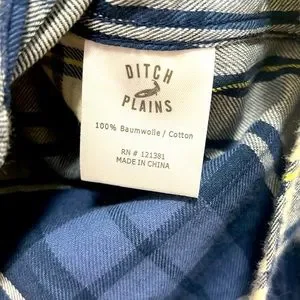 DITCH
PLAINS
100% Baumwolle / Cotton
RN # 121381
MADE IN CHINA